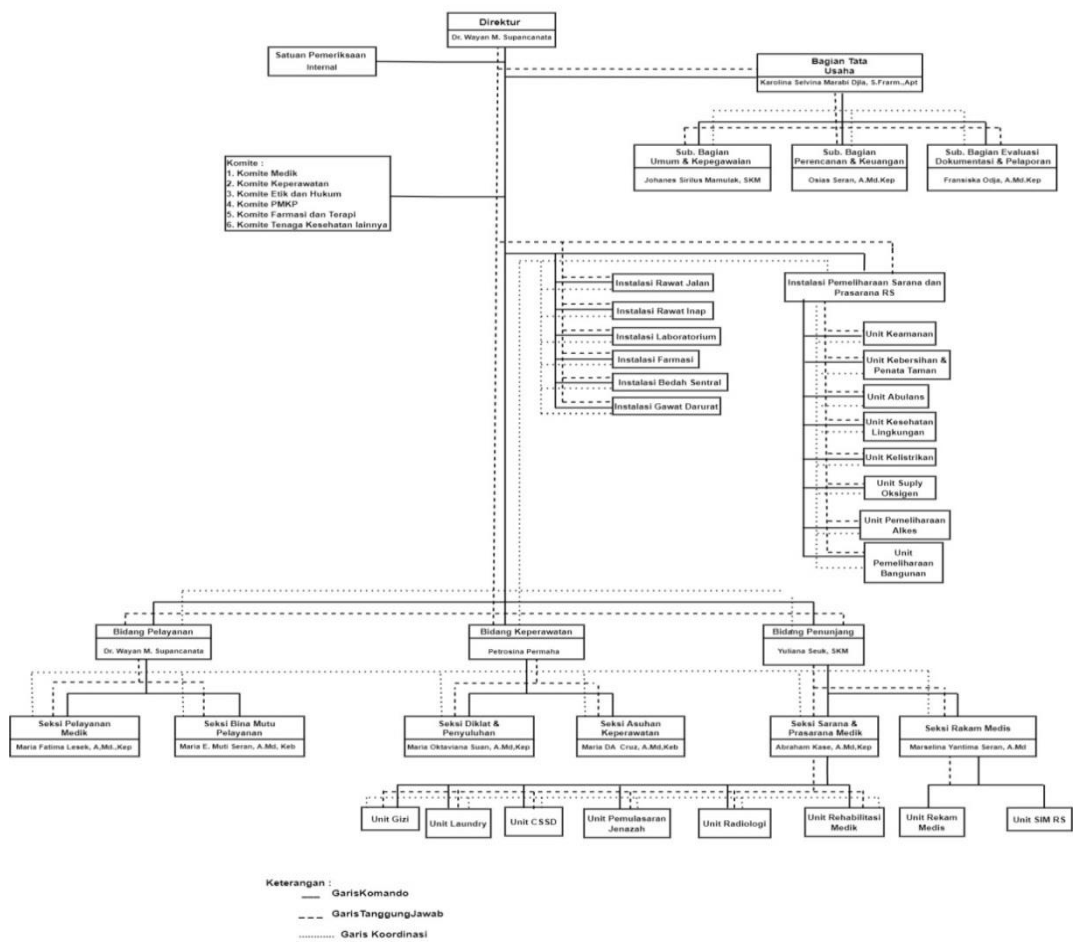 Direktur
Dr. Wayan M. Supancanata
Satuan Pemeriksaan
Internal
Bagian Tata
Usaha
Karolina Selvina Marabi Djla, S.Frarm.,Apt
Sub. Bagian
Umum & Kepegawaian
Johanes Sirilus Mamulak, SKM
Sub. Bagian
Perencanan & Keuangan
Osias Seran, A.Md.Kep
Sub. Bagian Evaluasi
Dokumentasi & Pelaporan
Fransiska Odja, A.Md.Kep
Komite :
1. Komite Medik
2. Komite Keperawatan
3. Komite Etik dan Hukum
4. Komite PMKP
5. Komite Farmasi dan Terapi
6. Komite Tenaga Kesehatan lainnya
Instalasi Rawat Jalan
Instalasi Rawat Inap
Instalasi Laboratorium
Instalasi Farmasi
Instalasi Bedah Sentral
Instalasi Gawat Darurat
Instalasi Pemeliharaan Sarana dan
Prasarana RS
Unit Keamanan
Unit Kebersihan &
Penata Taman
Unit Abulans
Unit Kesehatan
Lingkungan
Unit Kelistrikan
Unit Suply
Oksigen
Unit Pemeliharaan
Alkes
Unit
Pemeliharaan
Bangunan
Bidang Pelayanan
Dr. Wayan M. Supancanata
Bidang Keperawatan
Petrosina Permaha
Bidang Penunjang
Yuliana Seuk, SKM
Seksi Pelayanan
Medik
Maria Fatima Lesek, A,Md.,Kep
Seksi Bina Mutu
Pelayanan
Maria E. Muti Seran, A.Md, Keb
Seksi Diklat &
Penyuluhan
Maria Oktaviana Suan, A.Md,Kep
Seksi Asuhan
Keperawatan
Maria DA Cruz, A.Md,Keb
Seksi Sarana &
Prasarana Medik
Abraham Kase, A.Md,Kep
Seksi Rakam Medis
Marselina Yantima Seran, A.Md
Unit Gizi
Unit Laundry
Unit CSSD
Unit Pemulasaran
Jenazah
Unit Radiologi
Unit Rehabilitasi
Medik
Unit Rekam
Medis
Unit SIM RS
Keterangan :
GarisKomando
GarisTanggungJawab
Garis Koordinasi